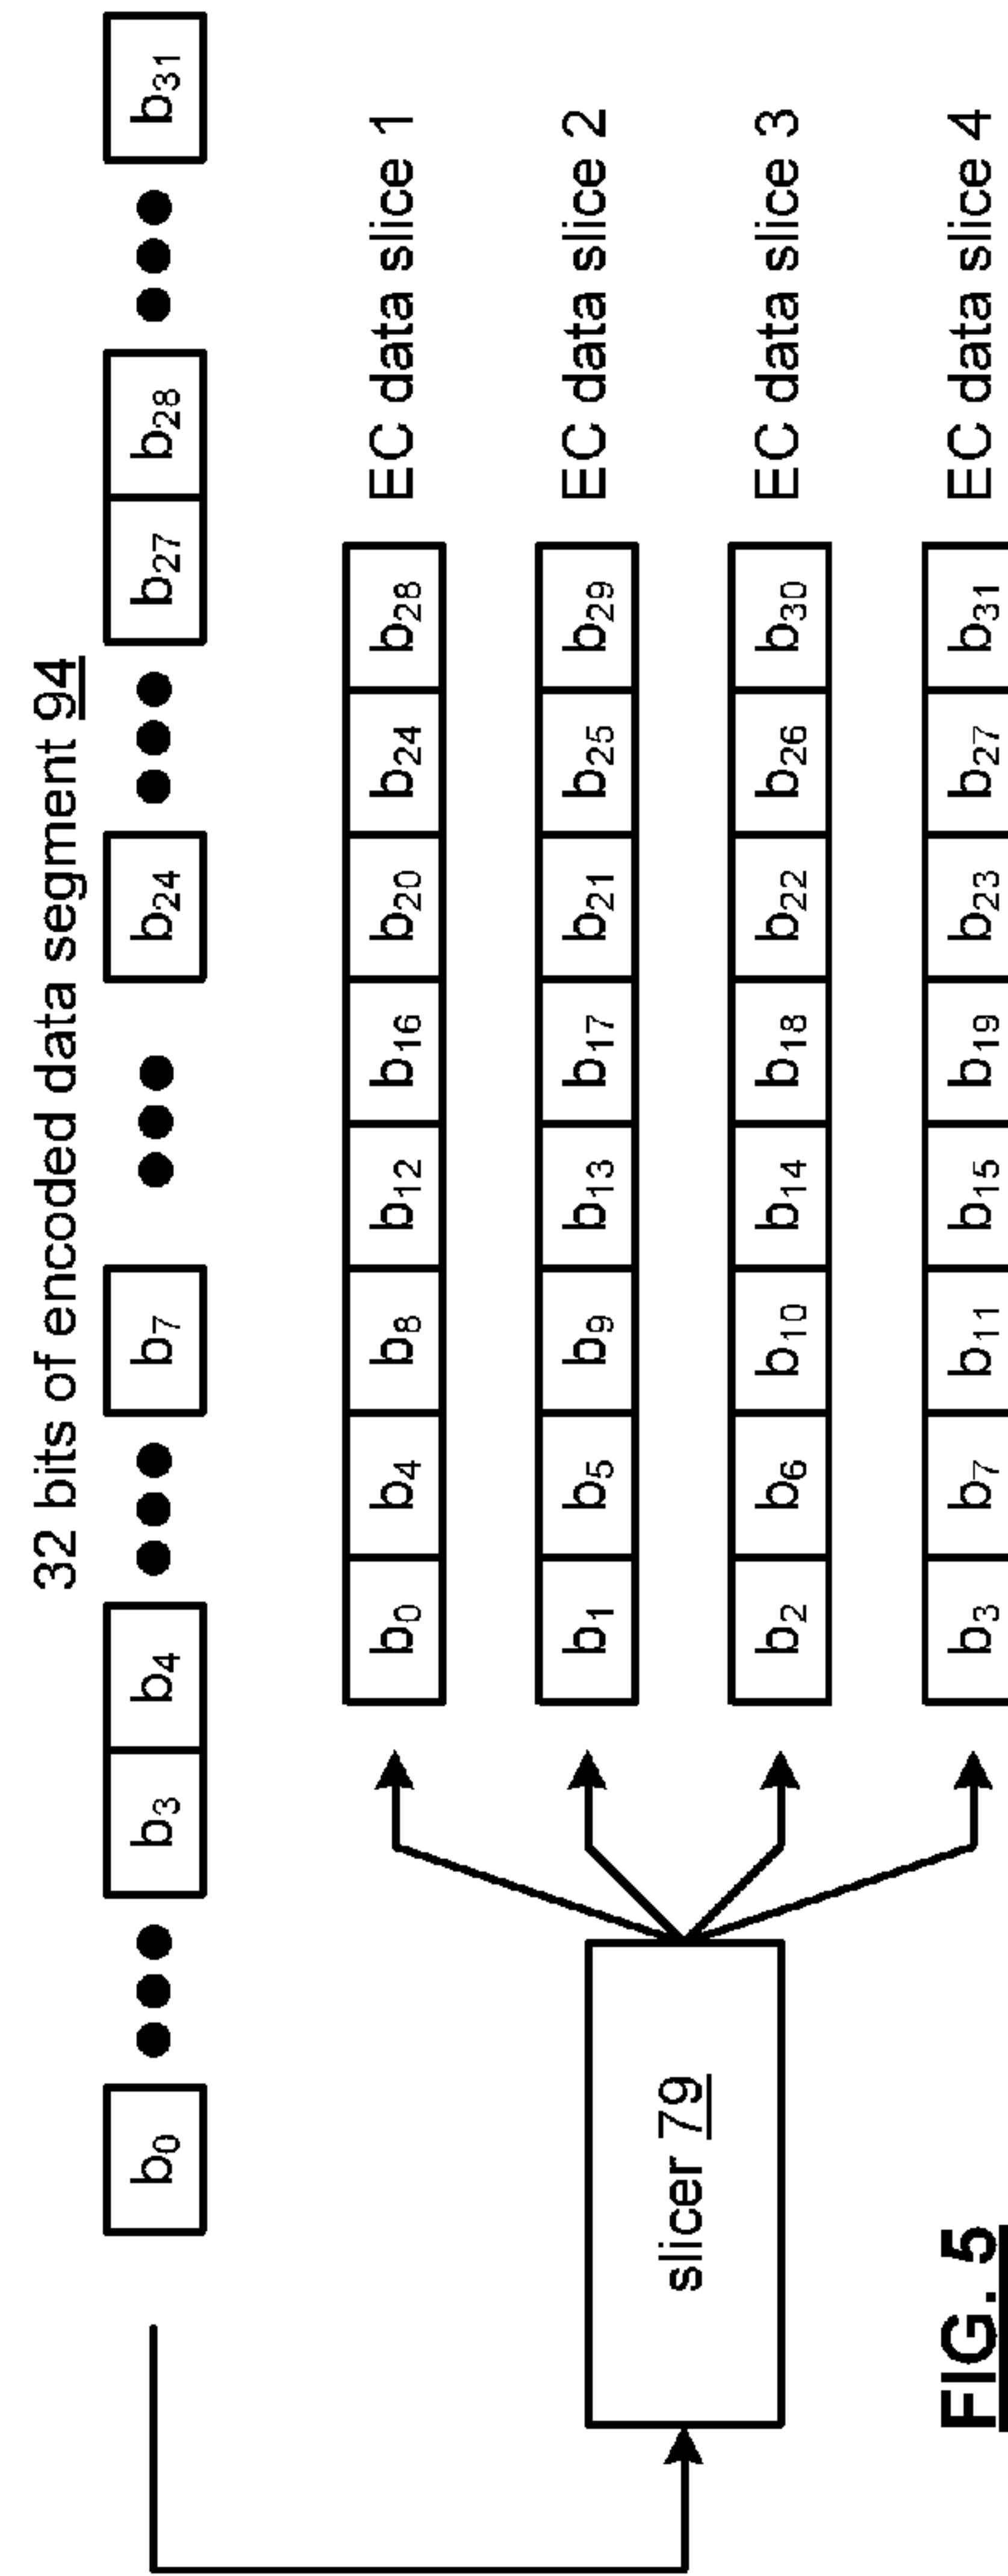 32 bits of encoded data segment 94
b0 ••• b3 b4 ••• b7 ••• b24 ••• b27 b28 ••• b31
b0 b4 b8 b12 b16 b20 b24 b28 EC data slice 1
b1 b5 b9 b13 b17 b21 b25 b29 EC data slice 2
slicer 79
b2 b6 b10 b14 b18 b22 b26 b30 EC data slice 3
b3 b7 b11 b15 b19 b23 b27 b31 EC data slice 4
FIG. 5